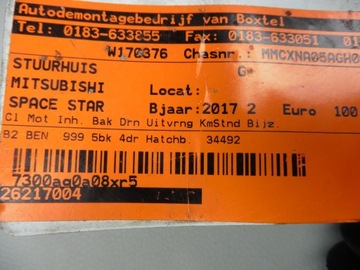 Autodemontagebedrijf van Boxtel
Tel: 0183-633855 Fax: 0183-633051 01
W170376 Chasnr.: MMCXNA05AGH0
STUURHUIS G
MITSUBISHI Locat:
SPACE STAR Bjaar:2017 2 Euro 100
Cl Mot Inh. Bak Drn Uitvrng KmStnd Bijz.
B2 BEN 999 5bk 4dr Hatchb. 34492
7300ag0a08xr5
26217004